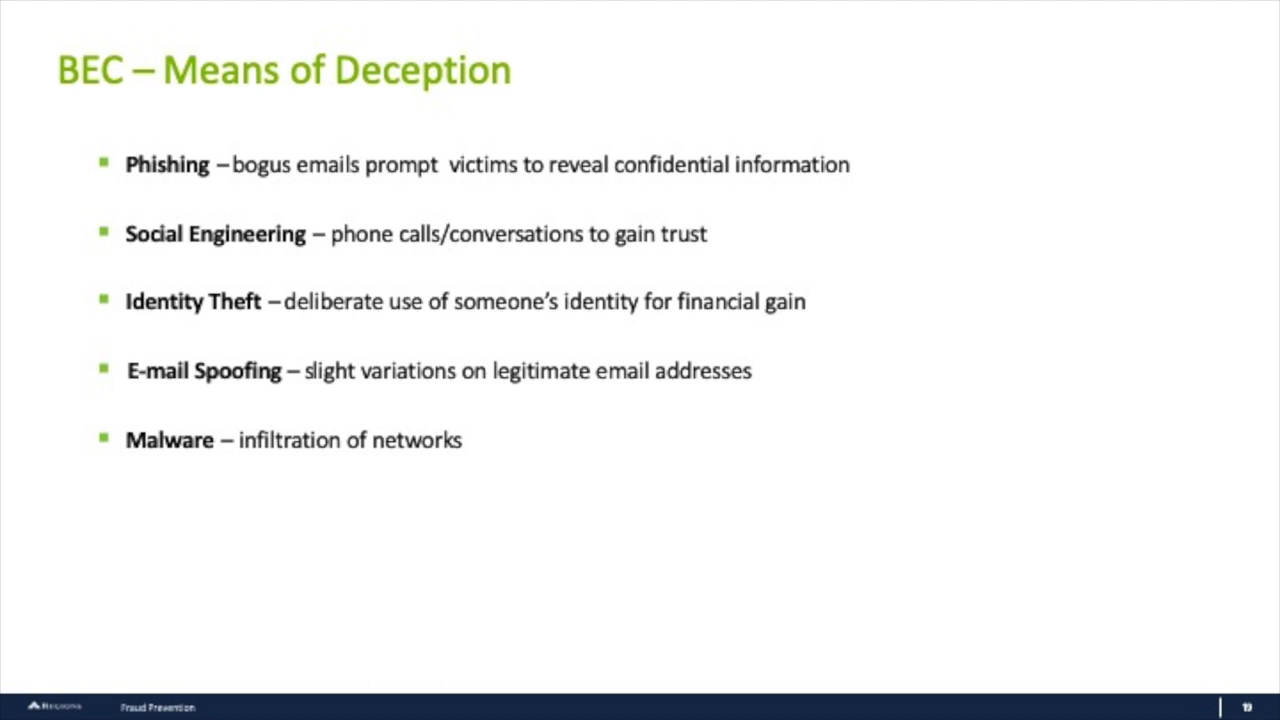 BEC – Means of Deception
▪ Phishing – bogus emails prompt victims to reveal confidential information
▪ Social Engineering – phone calls/conversations to gain trust
▪ Identity Theft – deliberate use of someone’s identity for financial gain
▪ E-mail Spoofing – slight variations on legitimate email addresses
▪ Malware – infiltration of networks
REGIONS Fraud Prevention 19